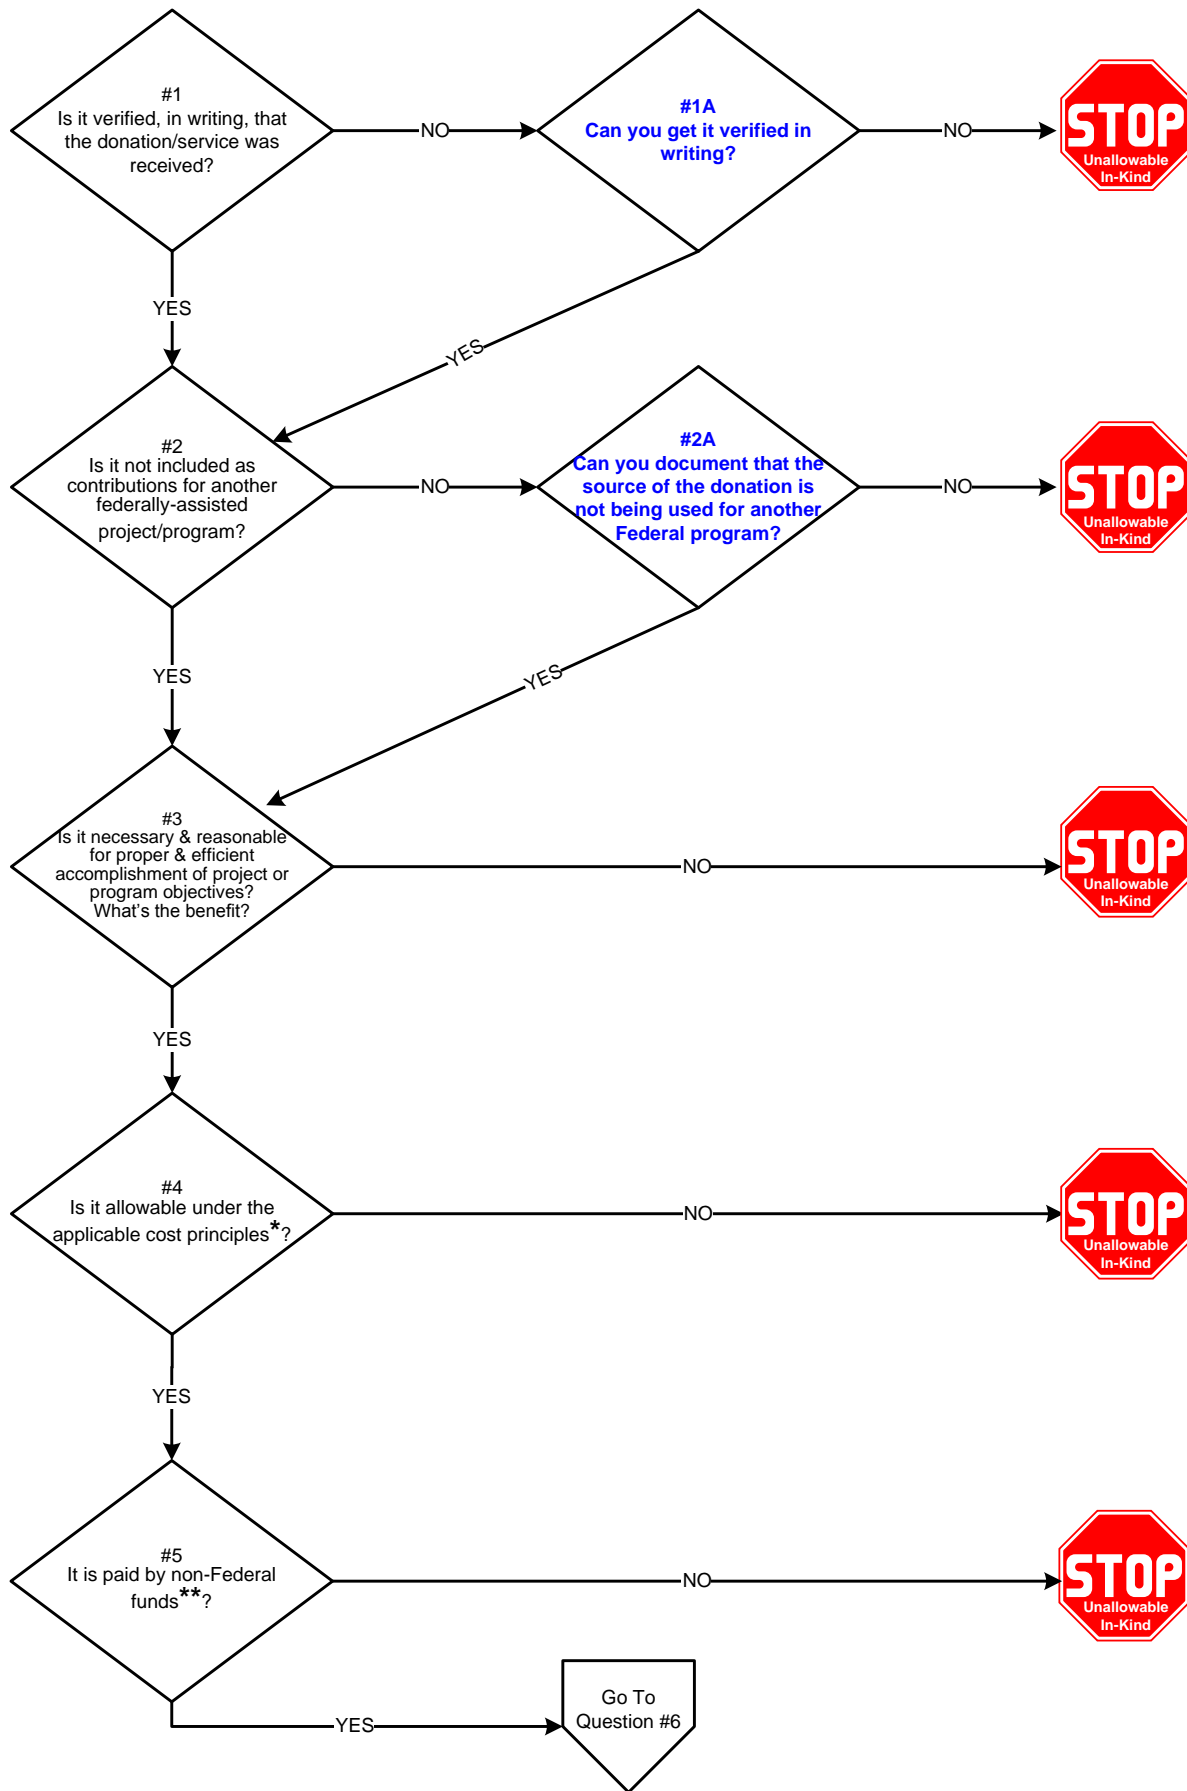 #1
Is it verified, in writing, that
the donation/service was
received?
NO
#1A
Can you get it verified in
writing?
NO
STOP
Unallowable
In-Kind
YES
YES
#2
Is it not included as
contributions for another
federally-assisted
project/program?
NO
#2A
Can you document that the
source of the donation is
not being used for another
Federal program?
NO
STOP
Unallowable
In-Kind
YES
YES
#3
Is it necessary & reasonable
for proper & efficient
accomplishment of project or
program objectives?
What's the benefit?
NO
STOP
Unallowable
In-Kind
YES
#4
Is it allowable under the
applicable cost principles*?
NO
STOP
Unallowable
In-Kind
YES
#5
It is paid by non-Federal
funds**?
NO
STOP
Unallowable
In-Kind
YES
Go To
Question #6